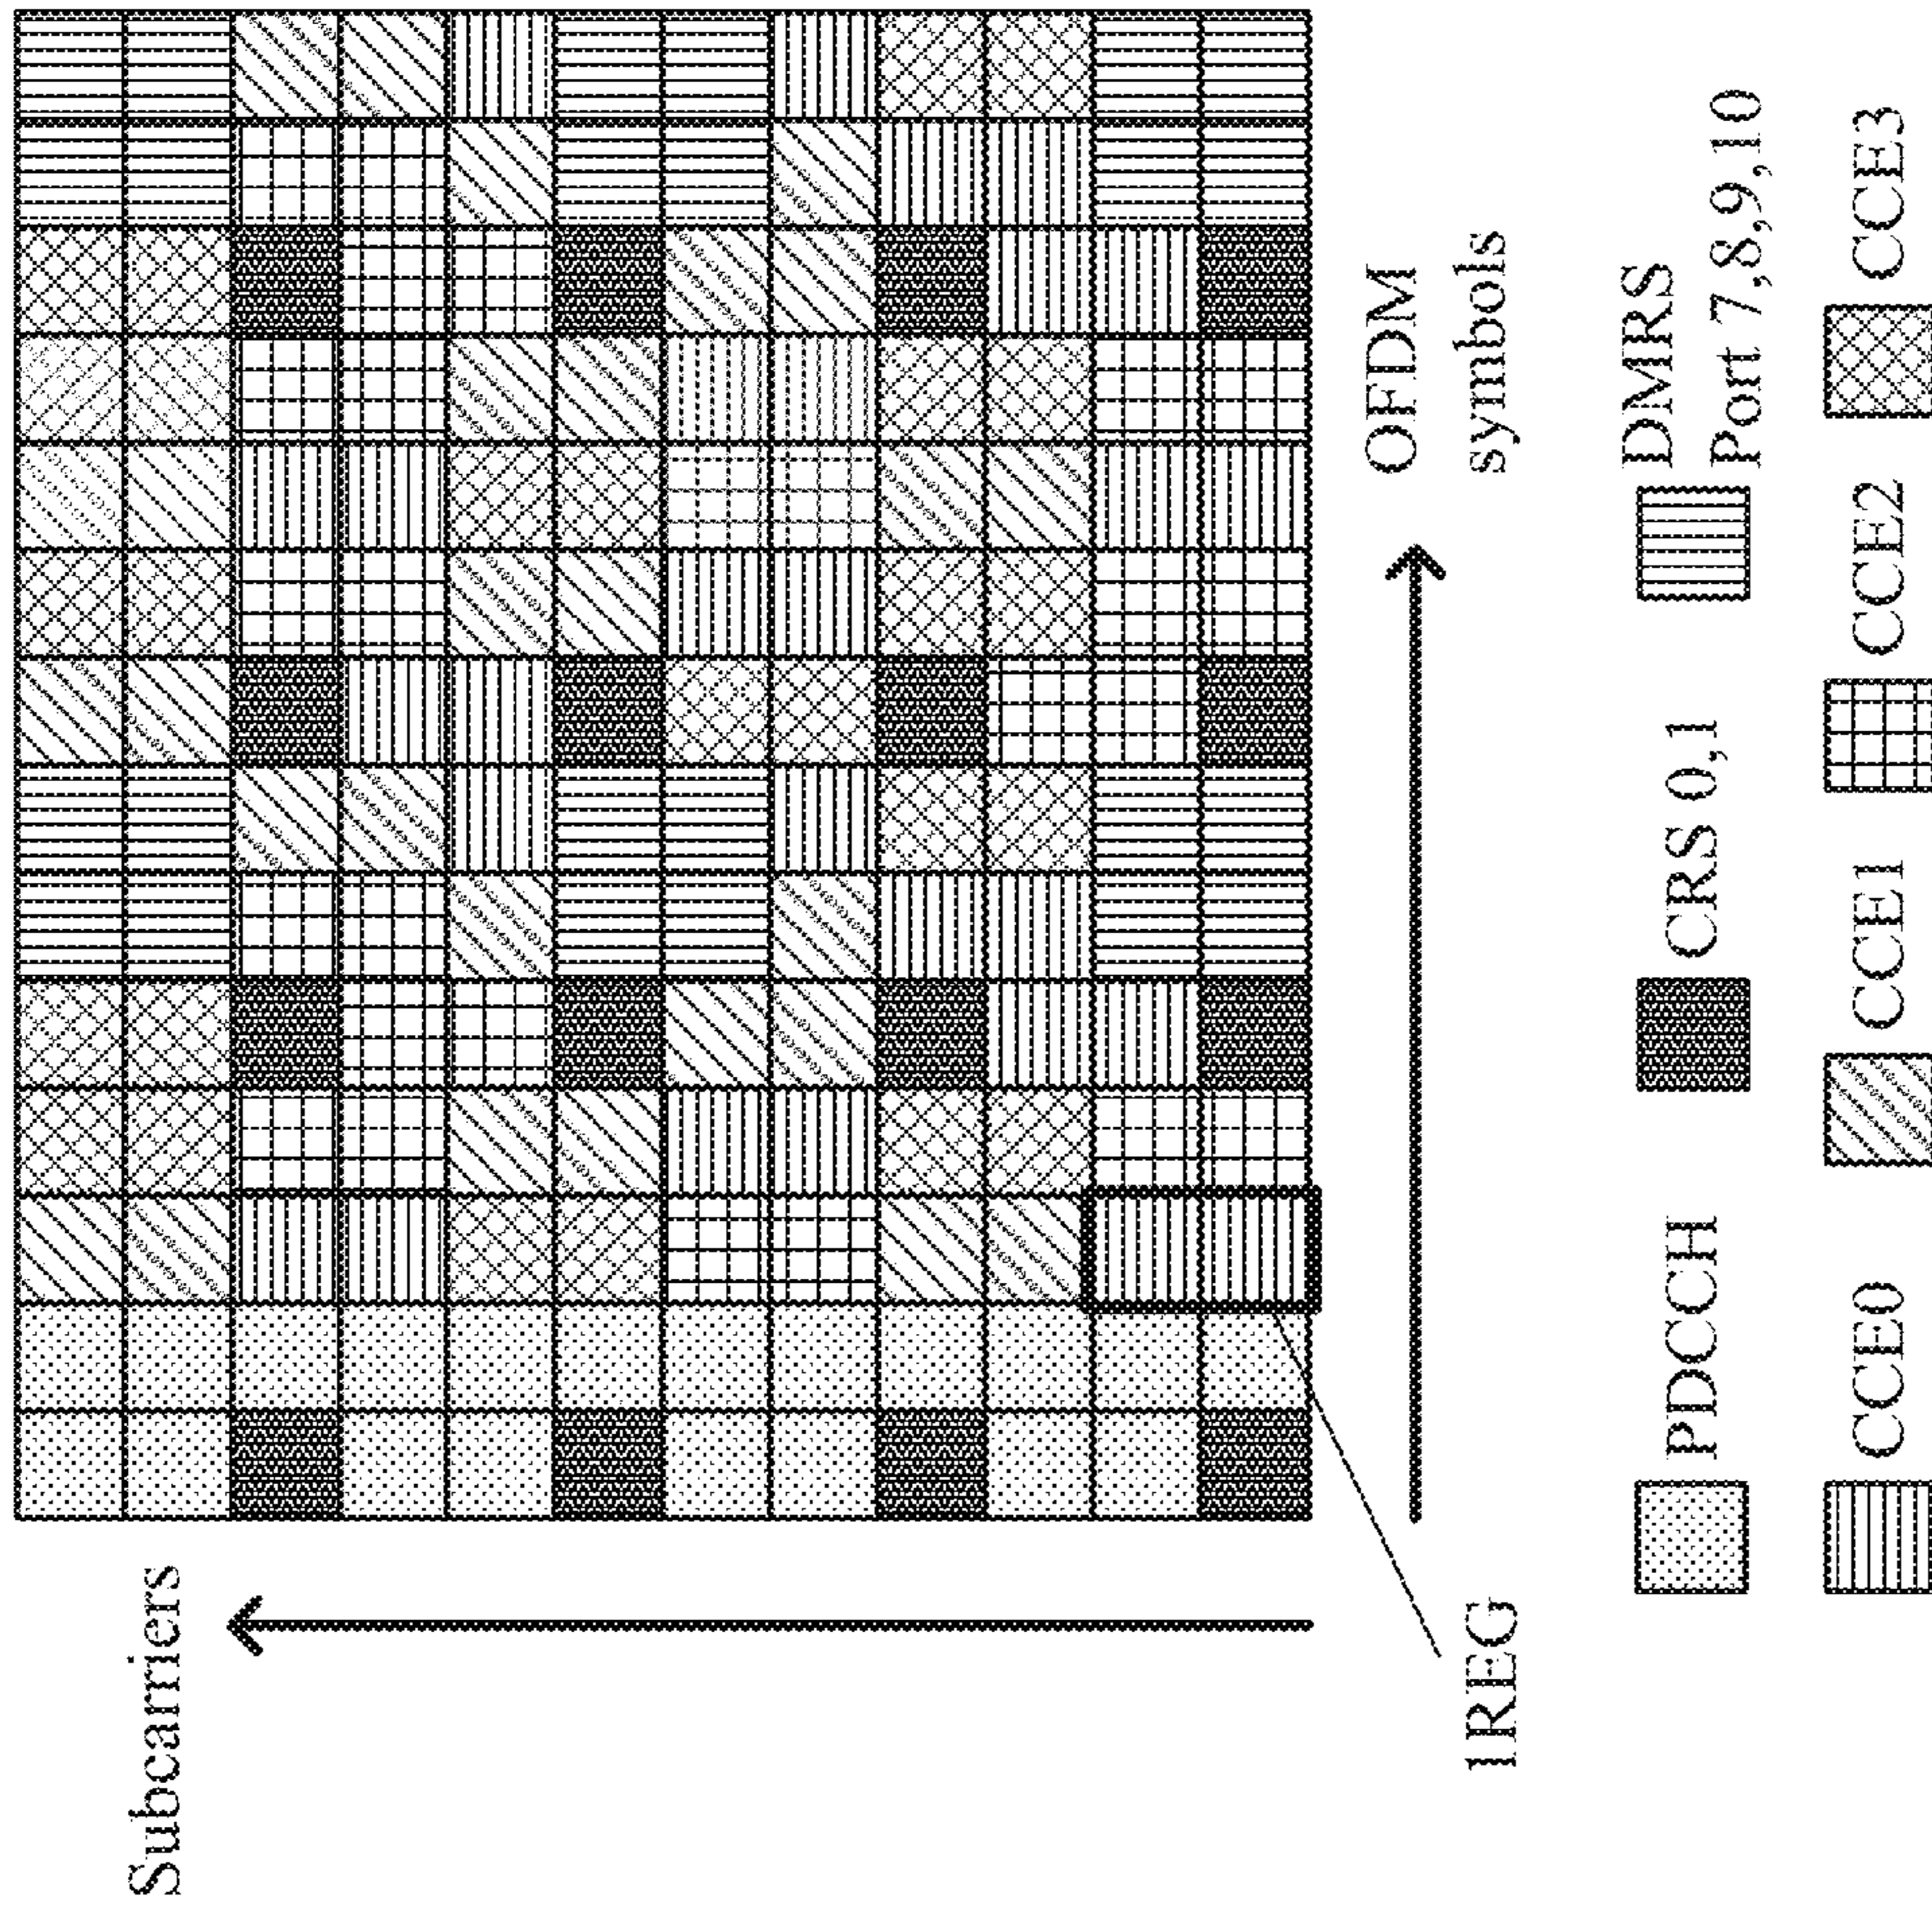 Subcarriers
OFDM
symbols
1REG
PDCCH
CRS 0,1
DMRS
Port 7,8,9,10
CCE0
CCE1
CCE2
CCE3